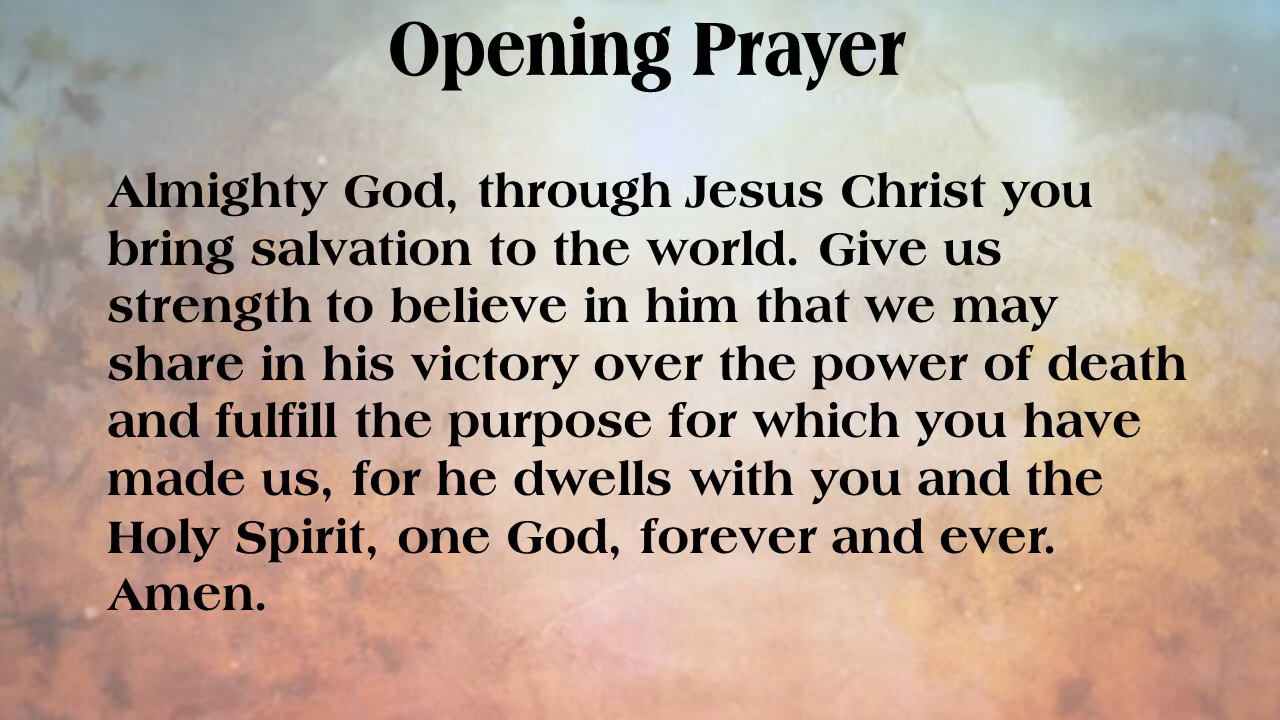 Opening Prayer
Almighty God, through Jesus Christ you
bring salvation to the world. Give us
strength to believe in him that we may
share in his victory over the power of death
and fulfill the purpose for which you have
made us, for he dwells with you and the
Holy Spirit, one God, forever and ever.
Amen.